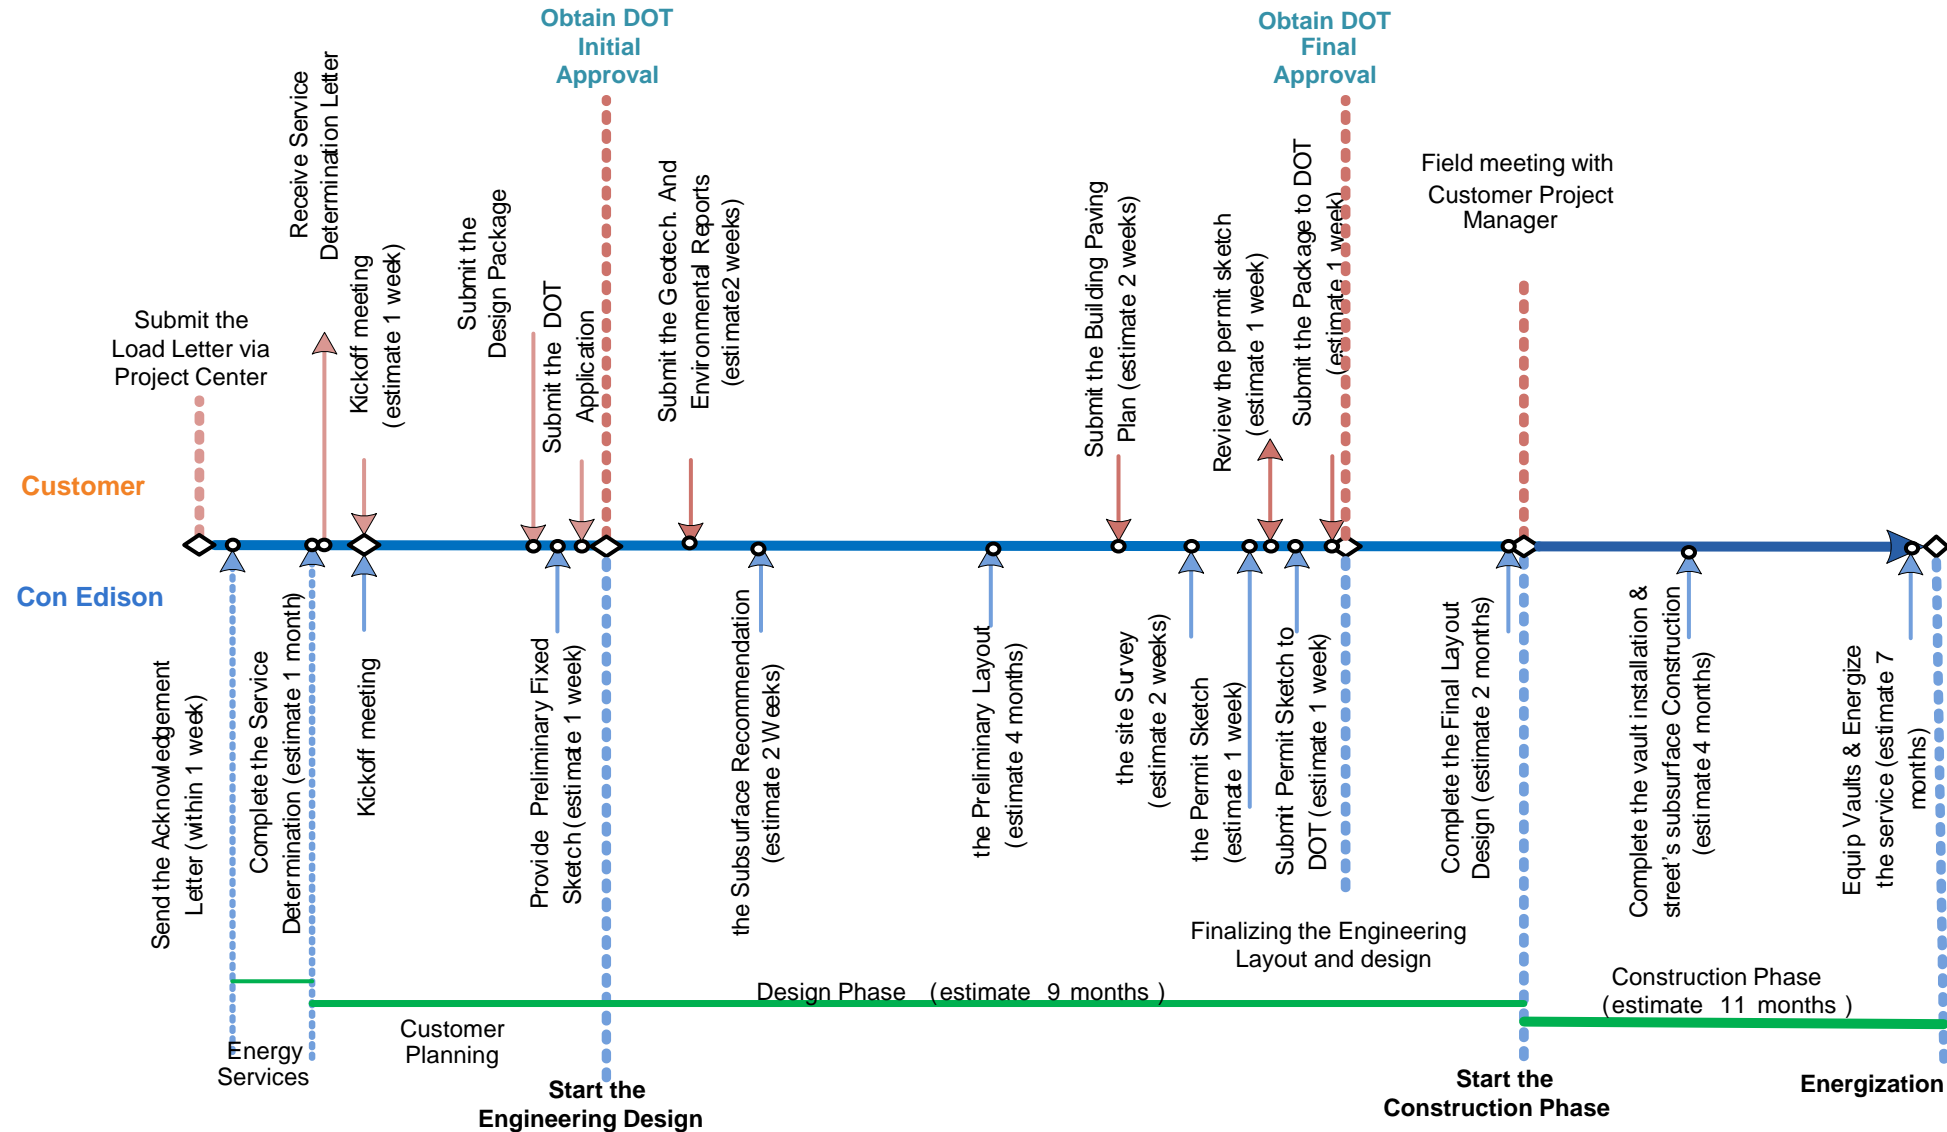 Obtain DOT
Initial
Approval
Obtain DOT
Final
Approval
Receive Service
Determination Letter
Kickoff meeting
(estimate 1 week)
Submit the
Design Package
Submit the DOT
Application
Submit the Geotech. And
Environmental Reports
(estimate2 weeks)
Submit the Building Paving
Plan (estimate 2 weeks)
Review the permit sketch
(estimate 1 week)
Submit the Package to DOT
(estimate 1 week)
Field meeting with
Customer Project
Manager
Submit the
Load Letter via
Project Center
Customer
Con Edison
Send the Acknowledgement
Letter (within 1 week)
Complete the Service
Determination (estimate 1 month)
Kickoff meeting
Provide Preliminary Fixed
Sketch (estimate 1 week)
the Subsurface Recommendation
(estimate 2 Weeks)
the Preliminary Layout
(estimate 4 months)
the site Survey
(estimate 2 weeks)
the Permit Sketch
(estimate 1 week)
Submit Permit Sketch to
DOT (estimate 1 week)
Complete the Final Layout
Design (estimate 2 months)
Complete the vault installation &
street's subsurface Construction
(estimate 4 months)
Equip Vaults & Energize
the service (estimate 7
months)
Finalizing the Engineering
Layout and design
Design Phase (estimate 9 months )
Construction Phase
(estimate 11 months )
Customer
Planning
Energy
Services
Start the
Engineering Design
Start the
Construction Phase
Energization